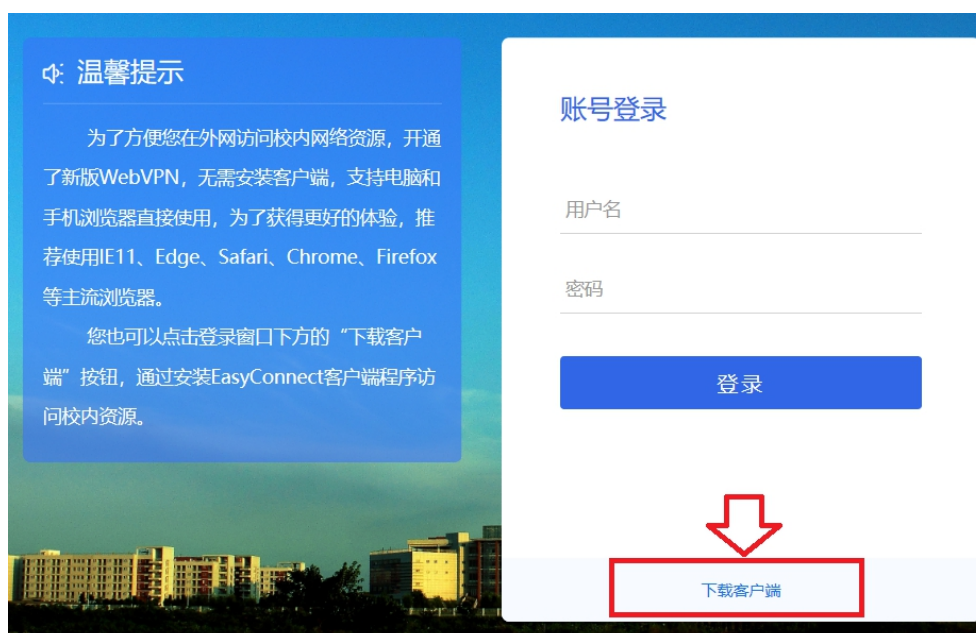 温馨提示
为了方便您在外网访问校内网络资源，开通
了新版WebVPN，无需安装客户端，支持电脑和
手机浏览器直接使用，为了获得更好的体验，推
荐使用IE11、Edge、Safari、Chrome、Firefox
等主流浏览器。
您也可以点击登录窗口下方的“下载客户
端”按钮，通过安装EasyConnect客户端程序访
问校内资源。
账号登录
用户名
密码
登录
下载客户端